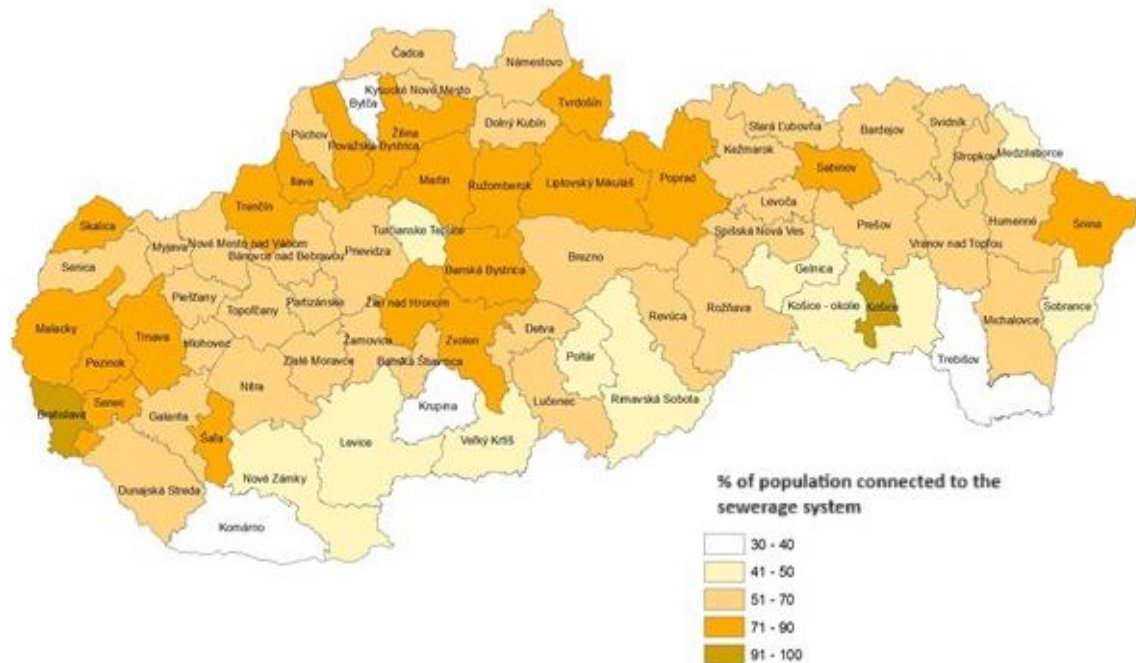 Čadca
Námestovo
Kysucké Nové Mesto
Bytča
Tvrdošín
Púchov
Žilina
Dolný Kubín
Považská Bystrica
Stará Ľubovňa
Bardejov
Svidník
Kežmarok
Stropkov
Medzilaborce
Ilava
Martin
Ružomberok
Liptovský Mikuláš
Poprad
Sabinov
Trenčín
Levoča
Skalica
Turčianske Teplice
Prešov
Humenné
Snina
Myjava
Nové Mesto nad Váhom
Prievidza
Spišská Nová Ves
Bánovce nad Bebravou
Vranov nad Topľou
Senica
Banská Bystrica
Brezno
Gelnica
Piešťany
Topoľčany
Partizánske
Žiar nad Hronom
Rožňava
Košice - okolie
Košice
Sobrance
Malacky
Trnava
Revúca
Michalovce
Hlohovec
Žarnovica
Zvolen
Detva
Pezinok
Zlaté Moravce
Banská Štiavnica
Poltár
Trebišov
Nitra
Bratislava
Senec
Galanta
Krupina
Lučenec
Rimavská Sobota
Šaľa
Levice
Veľký Krtíš
Nové Zámky
Dunajská Streda
Komárno
% of population connected to the
sewerage system
30 - 40
41 - 50
51 - 70
71 - 90
91 - 100